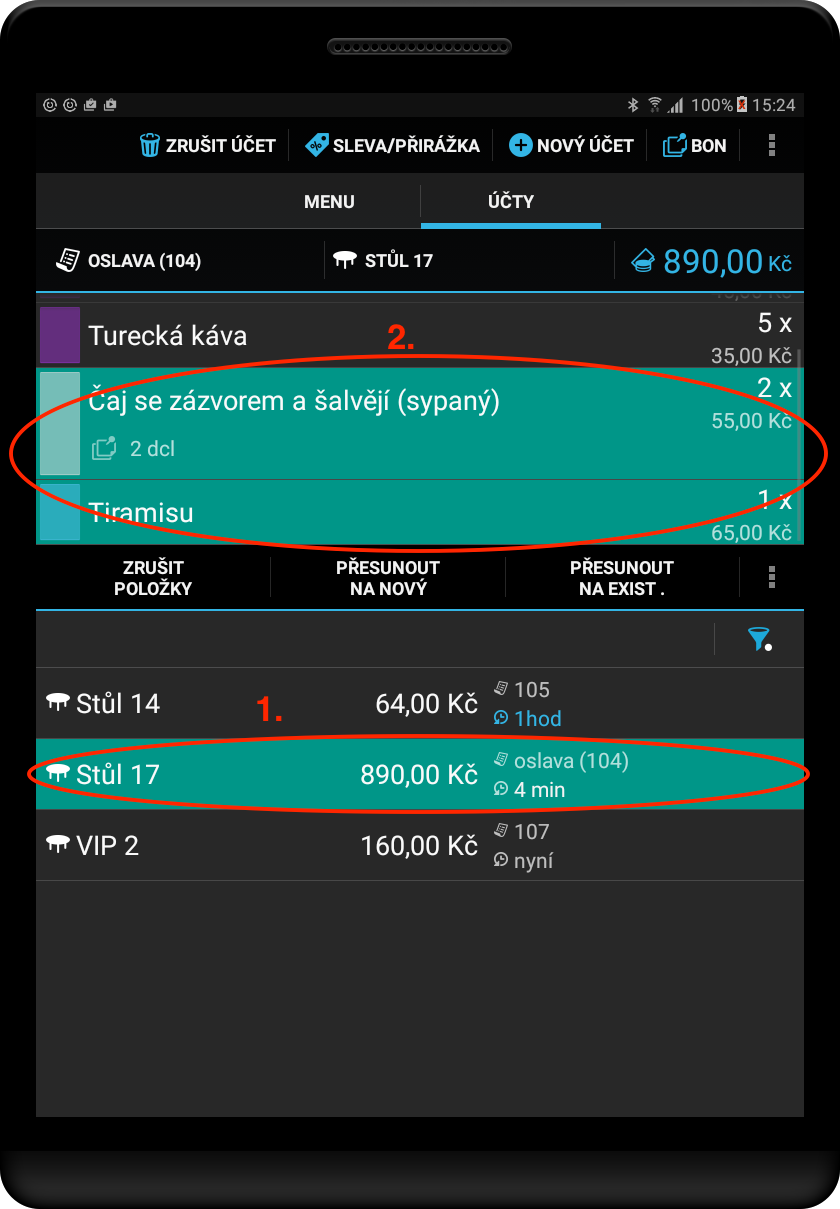 100% 15:24
ZRUŠIT ÚČET SLEVA/PŘIRÁŽKA NOVÝ ÚČET BON
MENU ÚČTY
OSLAVA (104) STŮL 17 890,00 Kč
Turecká káva 2. 5 x
35,00 Kč
Čaj se zázvorem a šalvějí (sypaný) 2 x
55,00 Kč
2 dcl
Tiramisu 1 x
65,00 Kč
ZRUŠIT POLOŽKY
PŘESUNOUT NA NOVÝ
PŘESUNOUT NA EXIST .
Stůl 14 1. 64,00 Kč 105
1hod
Stůl 17 890,00 Kč oslava (104)
4 min
VIP 2 160,00 Kč 107
nyní